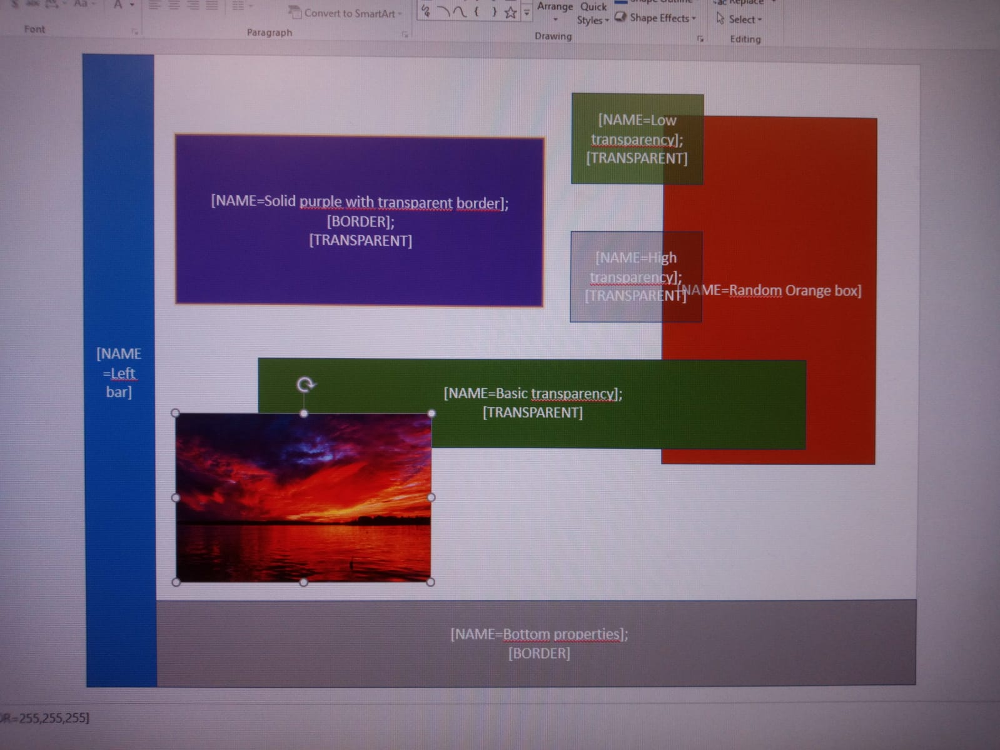 Aa
A
Convert to SmartArt
Font
Paragraph
Arrange
Quick
Styles
Shape Effects
Drawing
Replace
Select
Editing
[NAME=Low
transparency];
[TRANSPARENT]
[NAME=Solid purple with transparent border];
[BORDER];
[TRANSPARENT]
[NAME=High
transparency];
[TRANSPARENT]
[NAME=Random Orange box]
[NAME
=Left
bar]
[NAME=Basic transparency];
[TRANSPARENT]
[NAME=Bottom properties];
[BORDER]
OR=255,255,255]